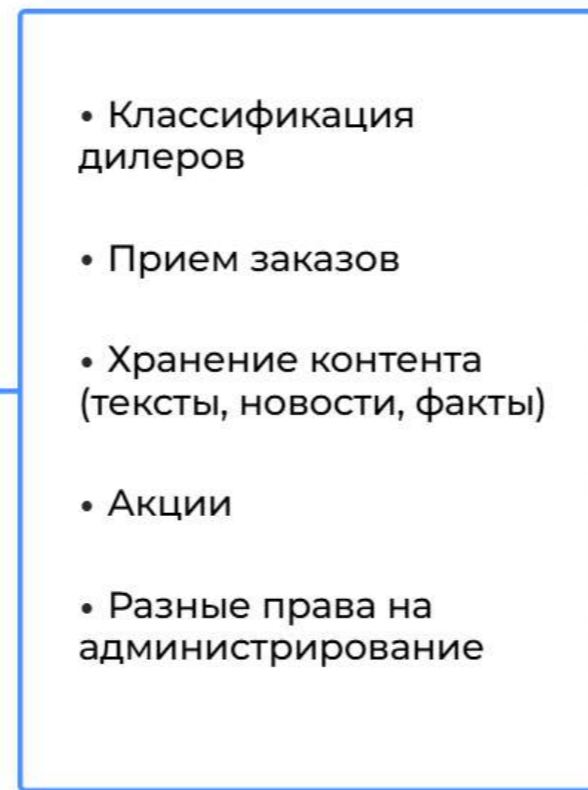 • Классификация
дилеров
• Прием заказов
• Хранение контента
(тексты, новости, факты)
• Акции
• Разные права на
администрирование